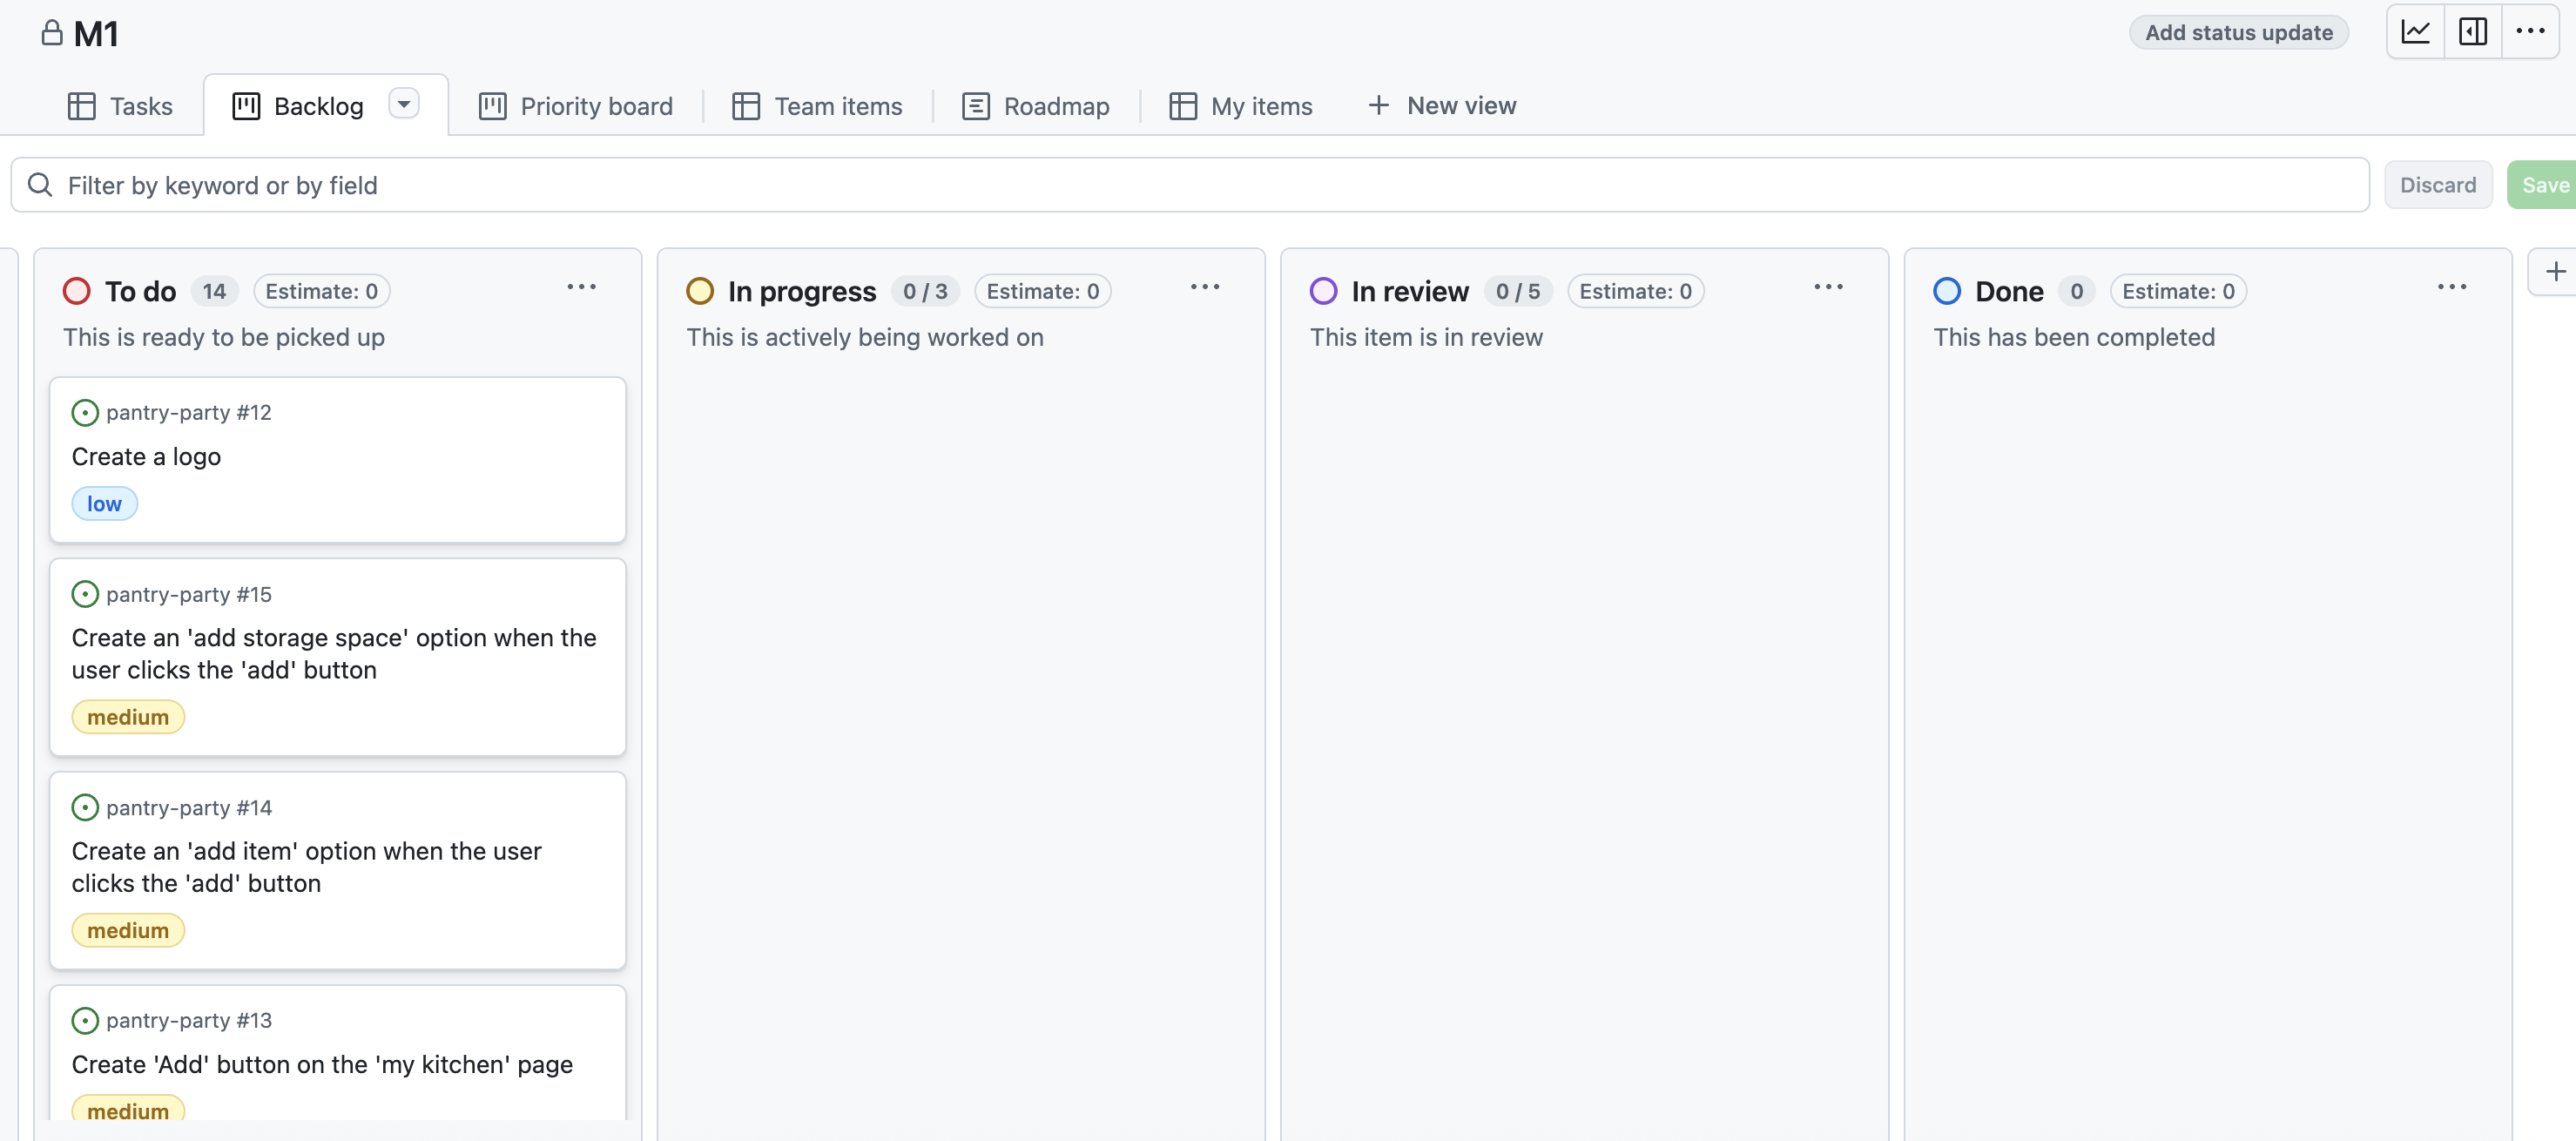 M1
Add status update
Tasks
Backlog
Priority board
Team items
Roadmap
My items
New view
Filter by keyword or by field
Discard
Save
To do 14 Estimate: 0
This is ready to be picked up
pantry-party #12
Create a logo
low
pantry-party #15
Create an 'add storage space' option when the
user clicks the 'add' button
medium
pantry-party #14
Create an 'add item' option when the user
clicks the 'add' button
medium
pantry-party #13
Create 'Add' button on the 'my kitchen' page
medium
In progress 0 / 3 Estimate: 0
This is actively being worked on
In review 0 / 5 Estimate: 0
This item is in review
Done 0 Estimate: 0
This has been completed